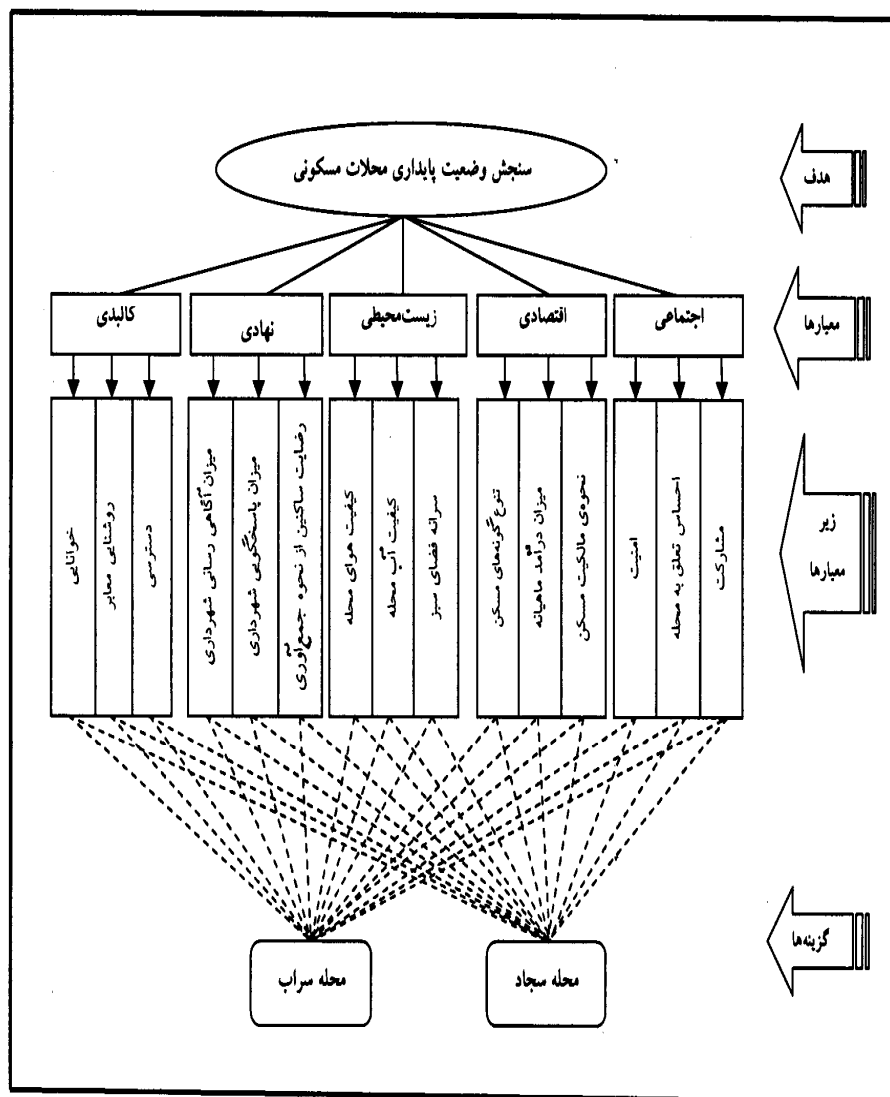 سنجش وضعیت پایداری محلات مسکونی
هدف
اجتماعی
اقتصادی
زیست‌محیطی
نهادی
کالبدی
معیارها
مشارکت
احساس تعلق به محله
امنیت
نحوه‌ی مالکیت مسکن
میزان درآمد ماهیانه
تنوع گونه‌های مسکن
سرانه فضای سبز
کیفیت آب محله
کیفیت هوای محله
رضایت ساکنین از نحوه جمع‌آوری
میزان پاسخگویی شهرداری
میزان آگاهی رسانی شهرداری
دسترسی
روشنایی معابر
خوانایی
زیر
معیارها
محله سجاد
محله سراب
گزینه‌ها